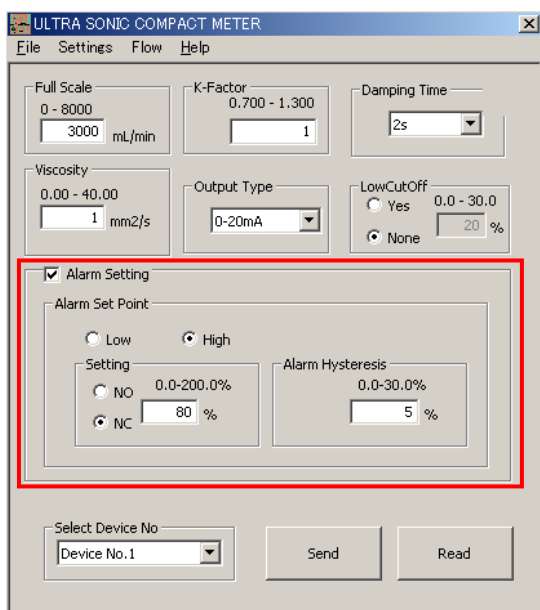 ULTRA SONIC COMPACT METER
File Settings Flow Help
Full Scale
0 - 8000
3000 mL/min
K-Factor
0.700 - 1.300
1
Damping Time
2s
Viscosity
0.00 - 40.00
1 mm2/s
Output Type
0-20mA
LowCutOff
Yes 0.0 - 30.0
20 %
None
Alarm Setting
Alarm Set Point
Low High
Setting
NO 0.0-200.0%
80 %
NC
Alarm Hysteresis
0.0-30.0%
5 %
Select Device No
Device No.1
Send
Read